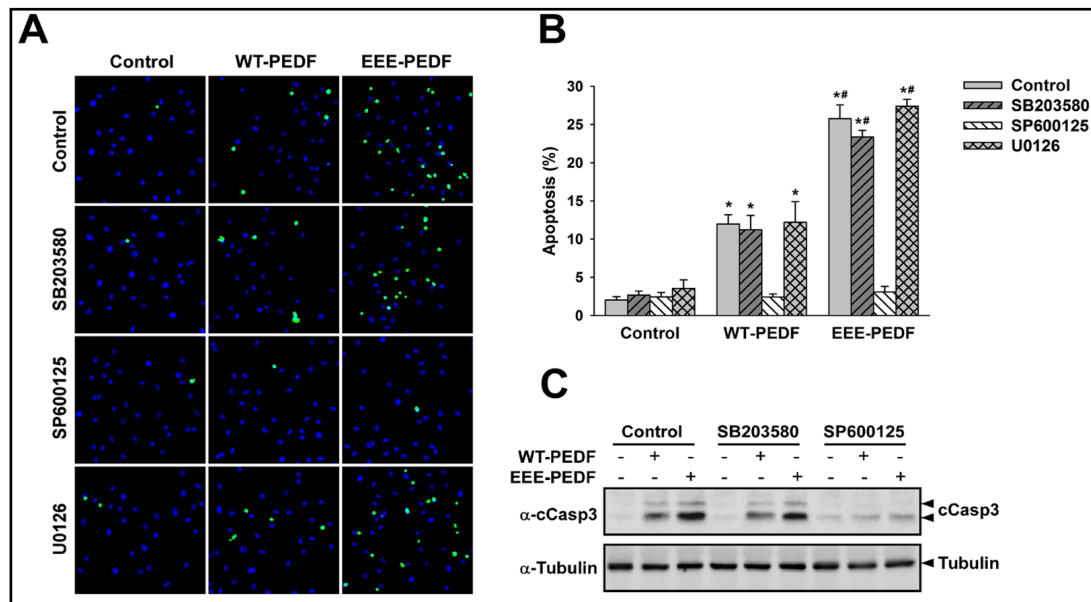 A
Control WT-PEDF EEE-PEDF
Control
SB203580
SP600125
U0126
B
Apoptosis (%)
30
25
20
15
10
5
0
* * * *# *# *#
Control WT-PEDF EEE-PEDF
Control
SB203580
SP600125
U0126
C
Control SB203580 SP600125
WT-PEDF - + - - + - - + -
EEE-PEDF - - + - - + - - +
α-cCasp3 cCasp3
α-Tubulin Tubulin